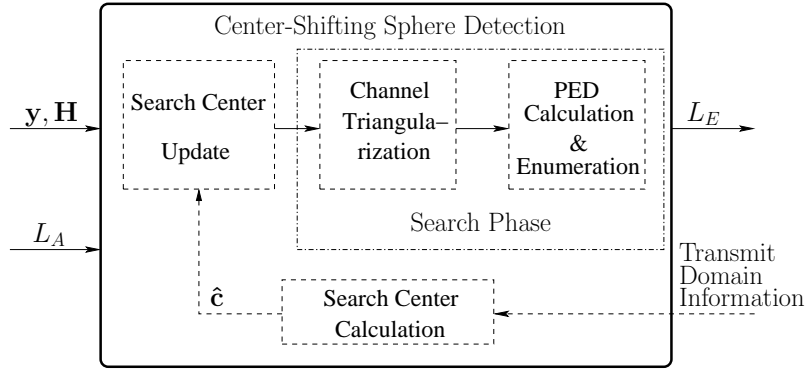 Center-Shifting Sphere Detection
y, H
L_A
Search Center
Update
Channel
Triangula–
rization
PED
Calculation
&
Enumeration
Search Phase
L_E
ĉ
Search Center
Calculation
Transmit
Domain
Information